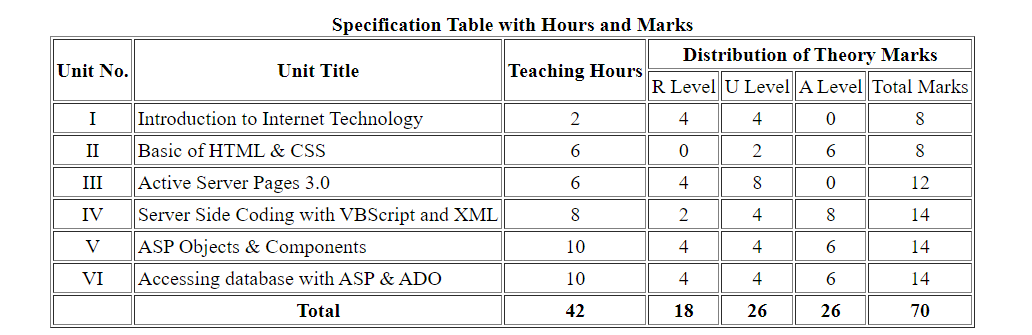 Specification Table with Hours and Marks
Unit No. Unit Title Teaching Hours Distribution of Theory Marks
R Level U Level A Level Total Marks
I Introduction to Internet Technology 2 4 4 0 8
II Basic of HTML & CSS 6 0 2 6 8
III Active Server Pages 3.0 6 4 8 0 12
IV Server Side Coding with VBScript and XML 8 2 4 8 14
V ASP Objects & Components 10 4 4 6 14
VI Accessing database with ASP & ADO 10 4 4 6 14
Total 42 18 26 26 70